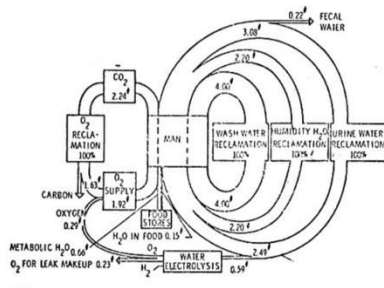 0.22#
FECAL
WATER
3.08#
2.20#
4.00#
CO₂
2.24#
O₂
RECLA-
MATION
100%
MAN
WASH WATER
RECLAMATION
100%
HUMIDITY H₂O
RECLAMATION
100%
URINE WATER
RECLAMATION
100%
1.63#
O₂
SUPPLY
1.92#
CARBON
OXYGEN
0.29#
FOOD
STORES
4.00#
2.20#
2.49#
H₂O IN FOOD 0.15#
METABOLIC H₂O 0.66#
O₂ FOR LEAK MAKEUP 0.23#
O₂
H₂
WATER
ELECTROLYSIS
0.59#